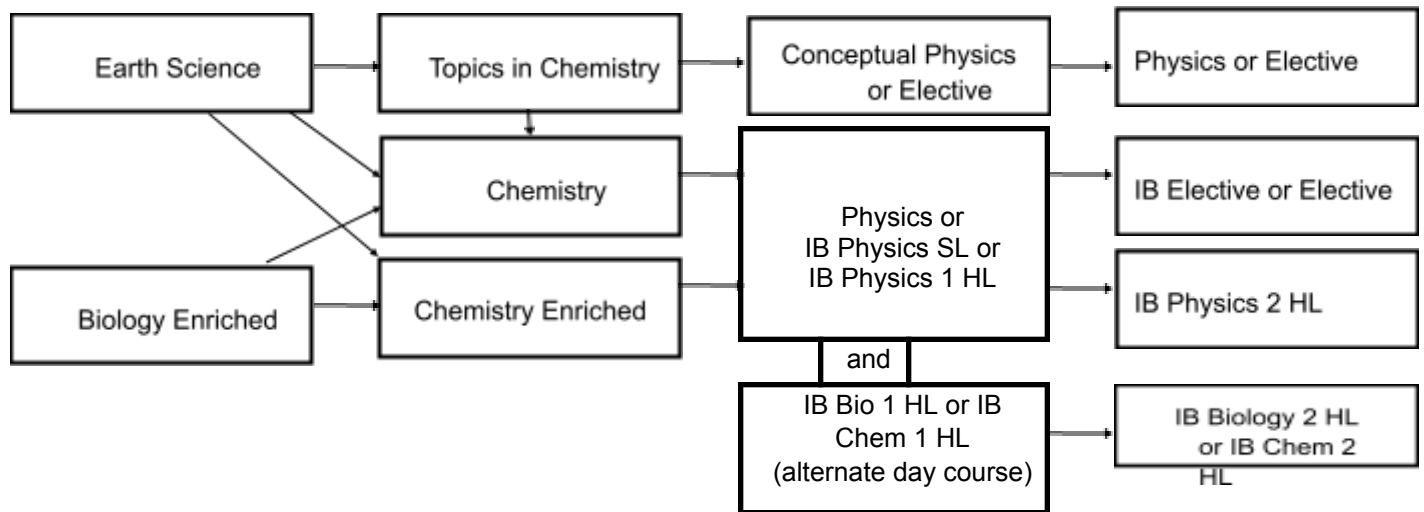 Earth Science
Topics in Chemistry
Conceptual Physics
or Elective
Physics or Elective
Chemistry
Physics or
IB Physics SL or
IB Physics 1 HL
IB Elective or Elective
Biology Enriched
Chemistry Enriched
IB Physics 2 HL
and
IB Bio 1 HL or IB
Chem 1 HL
(alternate day course)
IB Biology 2 HL
or IB Chem 2
HL